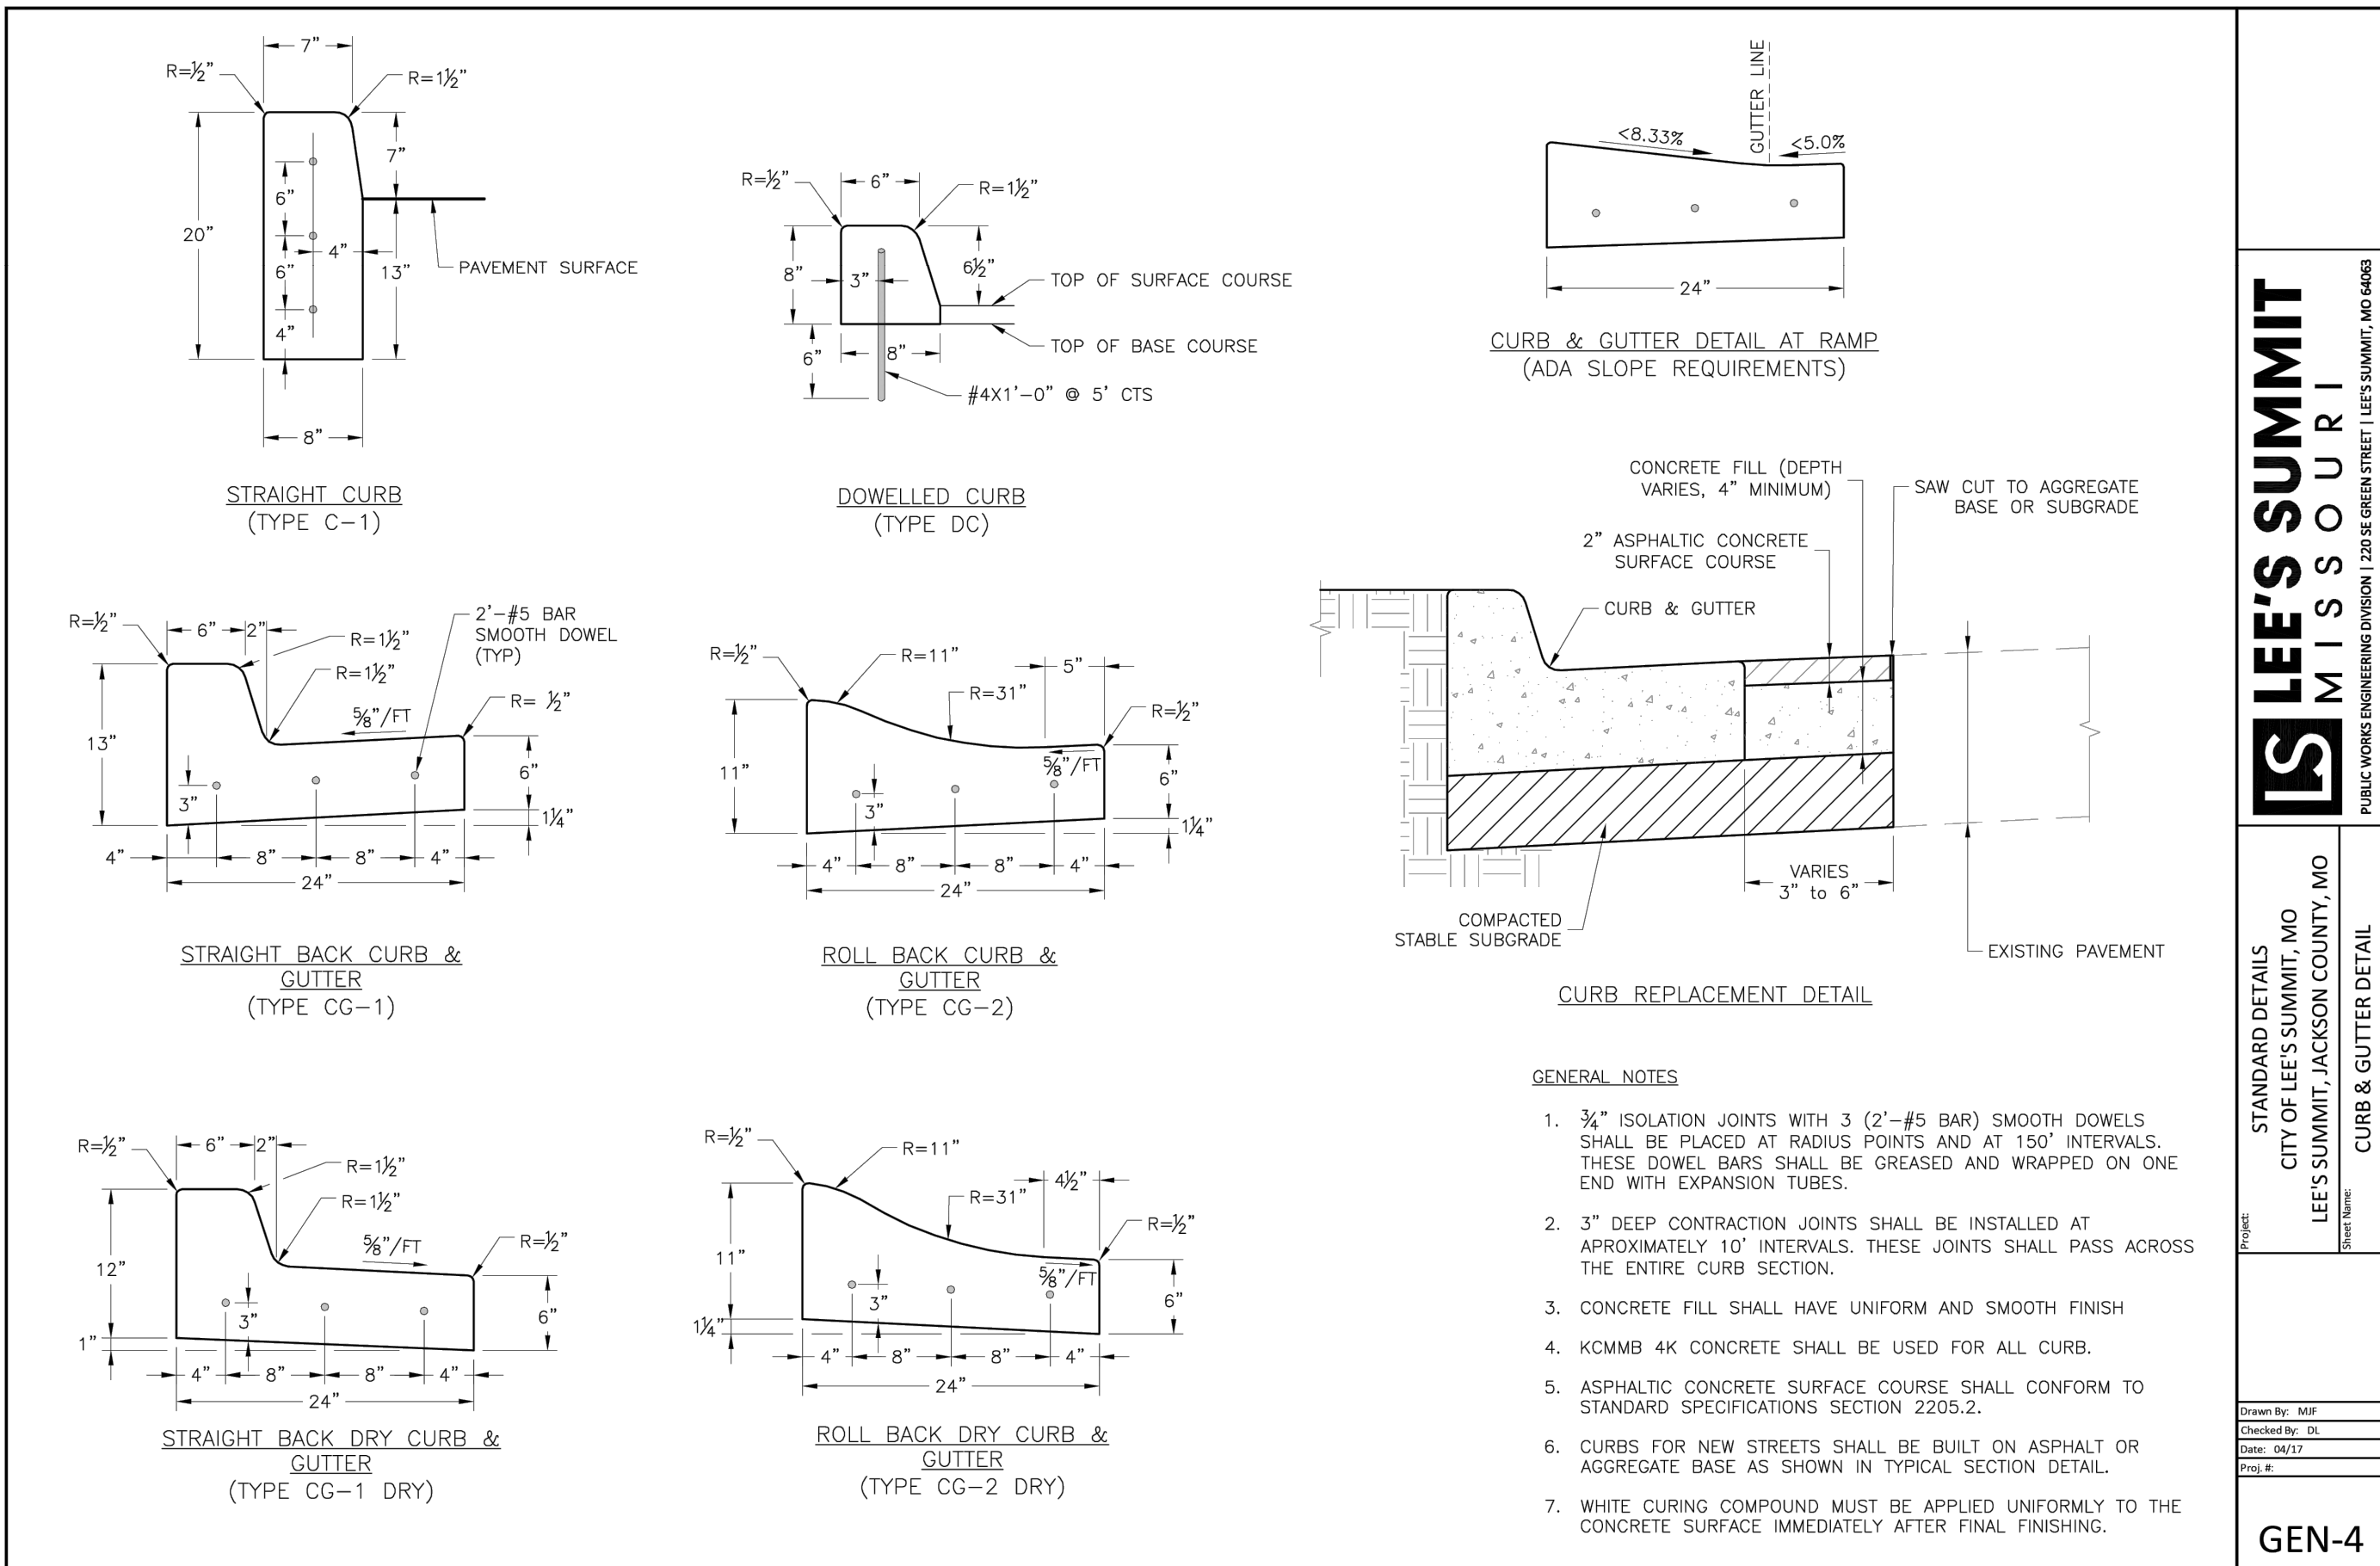 7"
R=½"
R=1½"
7"
6"
20"
4"
6"
13"
PAVEMENT SURFACE
4"
8"
STRAIGHT CURB
(TYPE C-1)
R=½"
6"
R=1½"
8"
3"
6½"
TOP OF SURFACE COURSE
6"
8"
TOP OF BASE COURSE
#4X1'-0" @ 5' CTS
DOWELLED CURB
(TYPE DC)
GUTTER LINE
<8.33%
<5.0%
24"
CURB & GUTTER DETAIL AT RAMP
(ADA SLOPE REQUIREMENTS)
R=½"
6"
2"
R=1½"
R=1½"
2'-#5 BAR
SMOOTH DOWEL
(TYP)
R= ½"
⅝"/FT
13"
3"
6"
1¼"
4"
8"
8"
4"
24"
STRAIGHT BACK CURB &
GUTTER
(TYPE CG-1)
R=½"
R=11"
5"
R=31"
R=½"
11"
⅝"/FT
6"
3"
1¼"
4"
8"
8"
4"
24"
ROLL BACK CURB &
GUTTER
(TYPE CG-2)
CONCRETE FILL (DEPTH
VARIES, 4" MINIMUM)
SAW CUT TO AGGREGATE
BASE OR SUBGRADE
2" ASPHALTIC CONCRETE
SURFACE COURSE
CURB & GUTTER
VARIES
3" to 6"
COMPACTED
STABLE SUBGRADE
EXISTING PAVEMENT
CURB REPLACEMENT DETAIL
R=½"
6"
2"
R=1½"
R=1½"
⅝"/FT
R=½"
12"
3"
6"
1"
4"
8"
8"
4"
24"
STRAIGHT BACK DRY CURB &
GUTTER
(TYPE CG-1 DRY)
R=½"
R=11"
4½"
R=31"
R=½"
11"
⅝"/FT
3"
6"
1¼"
4"
8"
8"
4"
24"
ROLL BACK DRY CURB &
GUTTER
(TYPE CG-2 DRY)
GENERAL NOTES
1. ¾" ISOLATION JOINTS WITH 3 (2'-#5 BAR) SMOOTH DOWELS
SHALL BE PLACED AT RADIUS POINTS AND AT 150' INTERVALS.
THESE DOWEL BARS SHALL BE GREASED AND WRAPPED ON ONE
END WITH EXPANSION TUBES.
2. 3" DEEP CONTRACTION JOINTS SHALL BE INSTALLED AT
APROXIMATELY 10' INTERVALS. THESE JOINTS SHALL PASS ACROSS
THE ENTIRE CURB SECTION.
3. CONCRETE FILL SHALL HAVE UNIFORM AND SMOOTH FINISH
4. KCMMB 4K CONCRETE SHALL BE USED FOR ALL CURB.
5. ASPHALTIC CONCRETE SURFACE COURSE SHALL CONFORM TO
STANDARD SPECIFICATIONS SECTION 2205.2.
6. CURBS FOR NEW STREETS SHALL BE BUILT ON ASPHALT OR
AGGREGATE BASE AS SHOWN IN TYPICAL SECTION DETAIL.
7. WHITE CURING COMPOUND MUST BE APPLIED UNIFORMLY TO THE
CONCRETE SURFACE IMMEDIATELY AFTER FINAL FINISHING.
LS
LEE'S SUMMIT
MISSOURI
PUBLIC WORKS ENGINEERING DIVISION | 220 SE GREEN STREET | LEE'S SUMMIT, MO 64063
Project:
STANDARD DETAILS
CITY OF LEE'S SUMMIT, MO
LEE'S SUMMIT, JACKSON COUNTY, MO
Sheet Name:
CURB & GUTTER DETAIL
Drawn By: MJF
Checked By: DL
Date: 04/17
Proj. #:
GEN-4